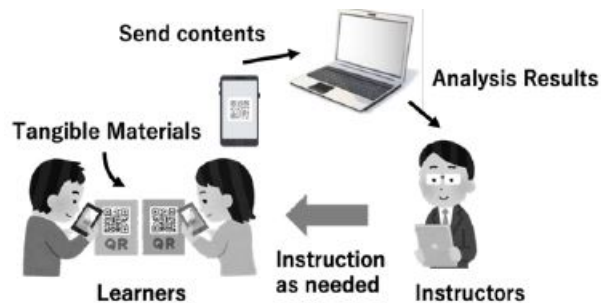 Send contents
Analysis Results
Tangible Materials
QR
QR
Instruction
as needed
Learners
Instructors